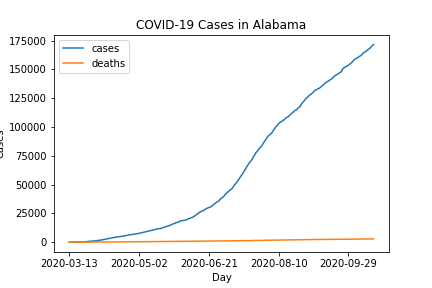 COVID-19 Cases in Alabama
cases
deaths
175000
150000
125000
100000
75000
50000
25000
0
cases
2020-03-13
2020-05-02
2020-06-21
2020-08-10
2020-09-29
Day